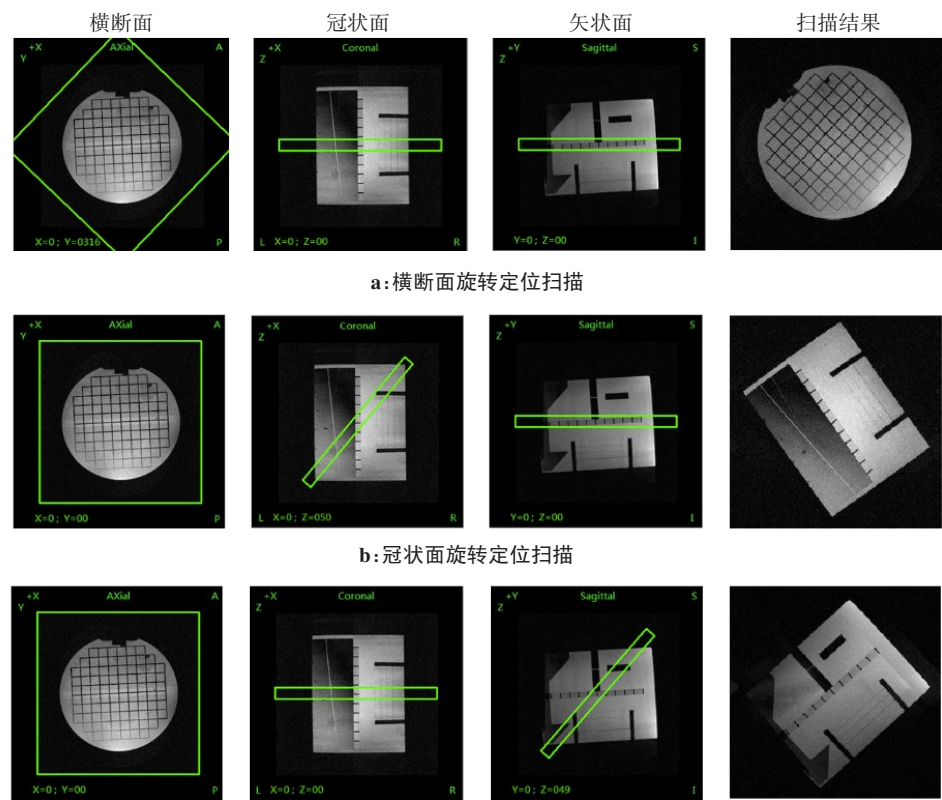 横断面 冠状面 矢状面 扫描结果
+X AXial A
Y
X=0; Y=0316 P
+X Coronal
Z
L X=0; Z=00 R
+Y Sagittal S
Z
Y=0; Z=00 I
a:横断面旋转定位扫描
+X AXial A
Y
X=0; Y=00 P
+X Coronal
Z
L X=0; Z=050 R
+Y Sagittal S
Z
Y=0; Z=00 I
b:冠状面旋转定位扫描
+X AXial A
Y
X=0; Y=00 P
+X Coronal
Z
L X=0; Z=00 R
+Y Sagittal S
Z
Y=0; Z=049 I